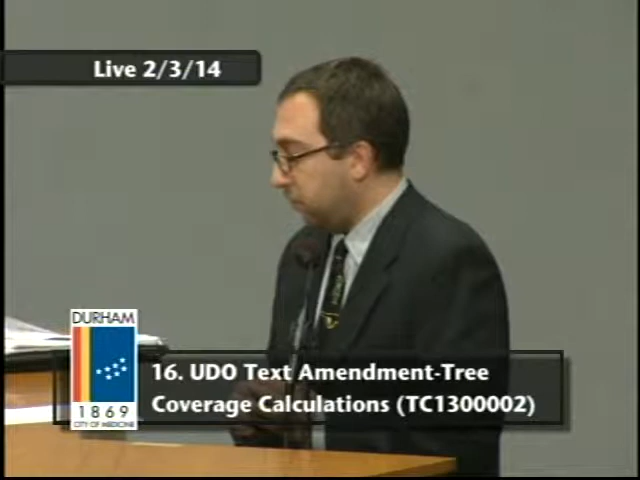 Live 2/3/14
DURHAM
1869
CITY OF MEDICINE
16. UDO Text Amendment-Tree
Coverage Calculations (TC1300002)